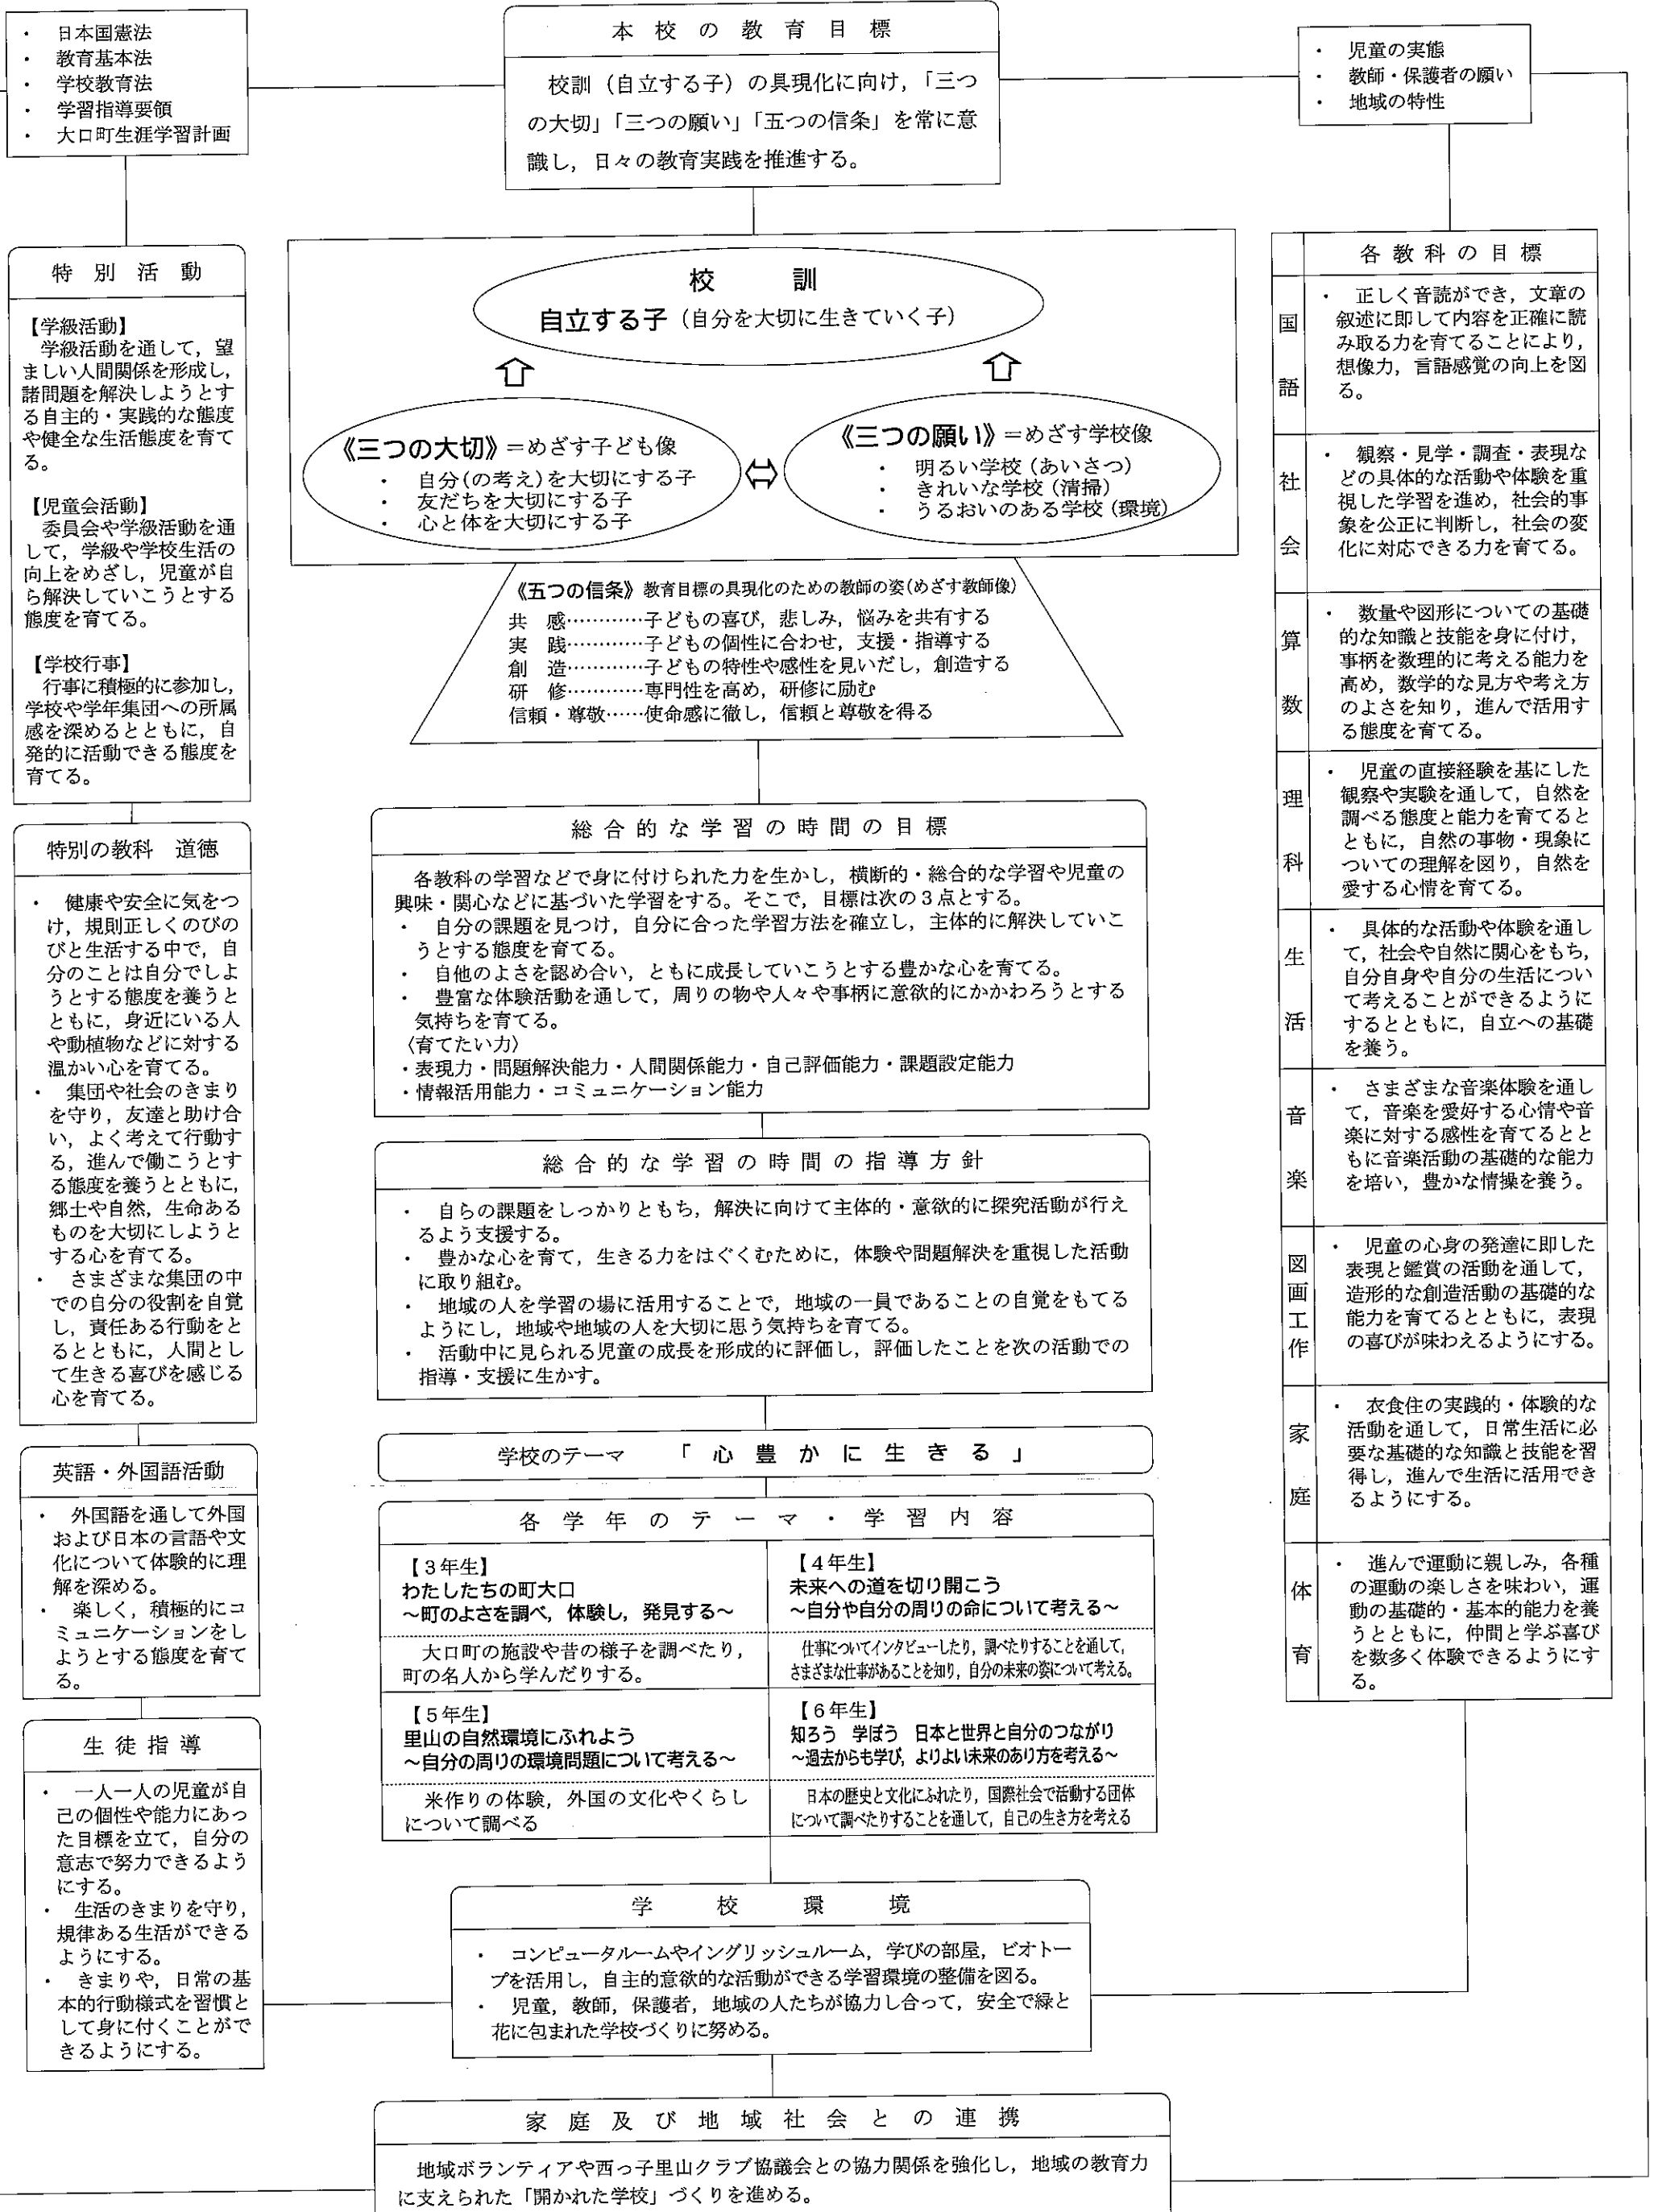 ・　日本国憲法
・　教育基本法
・　学校教育法
・　学習指導要領
・　大口町生涯学習計画
本校の教育目標
校訓（自立する子）の具現化に向け，「三つ
の大切」「三つの願い」「五つの信条」を常に意
識し，日々の教育実践を推進する。
・　児童の実態
・　教師・保護者の願い
・　地域の特性
特別活動
【学級活動】
学級活動を通して，望
ましい人間関係を形成し，
諸問題を解決しようとす
る自主的・実践的な態度
や健全な生活態度を育て
る。
【児童会活動】
委員会や学級活動を通
して，学級や学校生活の
向上をめざし，児童が自
ら解決していこうとする
態度を育てる。
【学校行事】
行事に積極的に参加し，
学校や学年集団への所属
感を深めるとともに，自
発的に活動できる態度を
育てる。
特別の教科　道徳
・　健康や安全に気をつ
け，規則正しくのびの
びと生活する中で，自
分のことは自分でしよ
うとする態度を養うと
ともに，身近にいる人
や動植物などに対する
温かい心を育てる。
・　集団や社会のきまり
を守り，友達と助け合
い，よく考えて行動す
る，進んで働こうとす
る態度を養うとともに，
郷土や自然，生命ある
ものを大切にしようと
する心を育てる。
・　さまざまな集団の中
での自分の役割を自覚
し，責任ある行動をと
るとともに，人間とし
て生きる喜びを感じる
心を育てる。
英語・外国語活動
・　外国語を通して外国
および日本の言語や文
化について体験的に理
解を深める。
・　楽しく，積極的にコ
ミュニケーションをし
ようとする態度を育て
る。
生徒指導
・　一人一人の児童が自
己の個性や能力にあっ
た目標を立て，自分の
意志で努力できるよう
にする。
・　生活のきまりを守り，
規律ある生活ができる
ようにする。
・　きまりや，日常の基
本的行動様式を習慣と
して身に付くことがで
きるようにする。
校　訓
自立する子（自分を大切に生きていく子）
《三つの大切》＝めざす子ども像
・　自分(の考え)を大切にする子
・　友だちを大切にする子
・　心と体を大切にする子
《三つの願い》＝めざす学校像
・　明るい学校（あいさつ）
・　きれいな学校（清掃）
・　うるおいのある学校（環境）
《五つの信条》教育目標の具現化のための教師の姿(めざす教師像)
共　感…………子どもの喜び，悲しみ，悩みを共有する
実　践…………子どもの個性に合わせ，支援・指導する
創　造…………子どもの特性や感性を見いだし，創造する
研　修…………専門性を高め，研修に励む
信頼・尊敬……使命感に徹し，信頼と尊敬を得る
総合的な学習の時間の目標
各教科の学習などで身に付けられた力を生かし，横断的・総合的な学習や児童の
興味・関心などに基づいた学習をする。そこで，目標は次の３点とする。
・　自分の課題を見つけ，自分に合った学習方法を確立し，主体的に解決していこ
うとする態度を育てる。
・　自他のよさを認め合い，ともに成長していこうとする豊かな心を育てる。
・　豊富な体験活動を通して，周りの物や人々や事柄に意欲的にかかわろうとする
気持ちを育てる。
〈育てたい力〉
・表現力・問題解決能力・人間関係能力・自己評価能力・課題設定能力
・情報活用能力・コミュニケーション能力
総合的な学習の時間の指導方針
・　自らの課題をしっかりともち，解決に向けて主体的・意欲的に探究活動が行え
るよう支援する。
・　豊かな心を育て，生きる力をはぐくむために，体験や問題解決を重視した活動
に取り組む。
・　地域の人を学習の場に活用することで，地域の一員であることの自覚をもてる
ようにし，地域や地域の人を大切に思う気持ちを育てる。
・　活動中に見られる児童の成長を形成的に評価し，評価したことを次の活動での
指導・支援に生かす。
学校のテーマ　「心豊かに生きる」
各学年のテーマ・学習内容
【３年生】
わたしたちの町大口
～町のよさを調べ，体験し，発見する～
大口町の施設や昔の様子を調べたり，
町の名人から学んだりする。
【４年生】
未来への道を切り開こう
～自分や自分の周りの命について考える～
仕事についてインタビューしたり，調べたりすることを通して，
さまざまな仕事があることを知り，自分の未来の姿について考える。
【５年生】
里山の自然環境にふれよう
～自分の周りの環境問題について考える～
米作りの体験，外国の文化やくらし
について調べる
【６年生】
知ろう　学ぼう　日本と世界と自分のつながり
～過去からも学び，よりよい未来のあり方を考える～
日本の歴史と文化にふれたり，国際社会で活動する団体
について調べたりすることを通して，自己の生き方を考える
学校環境
・　コンピュータルームやイングリッシュルーム，学びの部屋，ビオトー
プを活用し，自主的意欲的な活動ができる学習環境の整備を図る。
・　児童，教師，保護者，地域の人たちが協力し合って，安全で緑と
花に包まれた学校づくりに努める。
家庭及び地域社会との連携
地域ボランティアや西っ子里山クラブ協議会との協力関係を強化し，地域の教育力
に支えられた「開かれた学校」づくりを進める。
各教科の目標
国語
・　正しく音読ができ，文章の
叙述に即して内容を正確に読
み取る力を育てることにより，
想像力，言語感覚の向上を図
る。
社会
・　観察・見学・調査・表現な
どの具体的な活動や体験を重
視した学習を進め，社会的事
象を公正に判断し，社会の変
化に対応できる力を育てる。
算数
・　数量や図形についての基礎
的な知識と技能を身に付け，
事柄を数理的に考える能力を
高め，数学的な見方や考え方
のよさを知り，進んで活用す
る態度を育てる。
理科
・　児童の直接経験を基にした
観察や実験を通して，自然を
調べる態度と能力を育てると
ともに，自然の事物・現象に
ついての理解を図り，自然を
愛する心情を育てる。
生活
・　具体的な活動や体験を通し
て，社会や自然に関心をもち，
自分自身や自分の生活につい
て考えることができるように
するとともに，自立への基礎
を養う。
音楽
・　さまざまな音楽体験を通し
て，音楽を愛好する心情や音
楽に対する感性を育てるとと
もに音楽活動の基礎的な能力
を培い，豊かな情操を養う。
図画工作
・　児童の心身の発達に即した
表現と鑑賞の活動を通して，
造形的な創造活動の基礎的な
能力を育てるとともに，表現
の喜びが味わえるようにする。
家庭
・　衣食住の実践的・体験的な
活動を通して，日常生活に必
要な基礎的な知識と技能を習
得し，進んで生活に活用でき
るようにする。
体育
・　進んで運動に親しみ，各種
の運動の楽しさを味わい，運
動の基礎的・基本的能力を養
うとともに，仲間と学ぶ喜び
を数多く体験できるようにす
る。